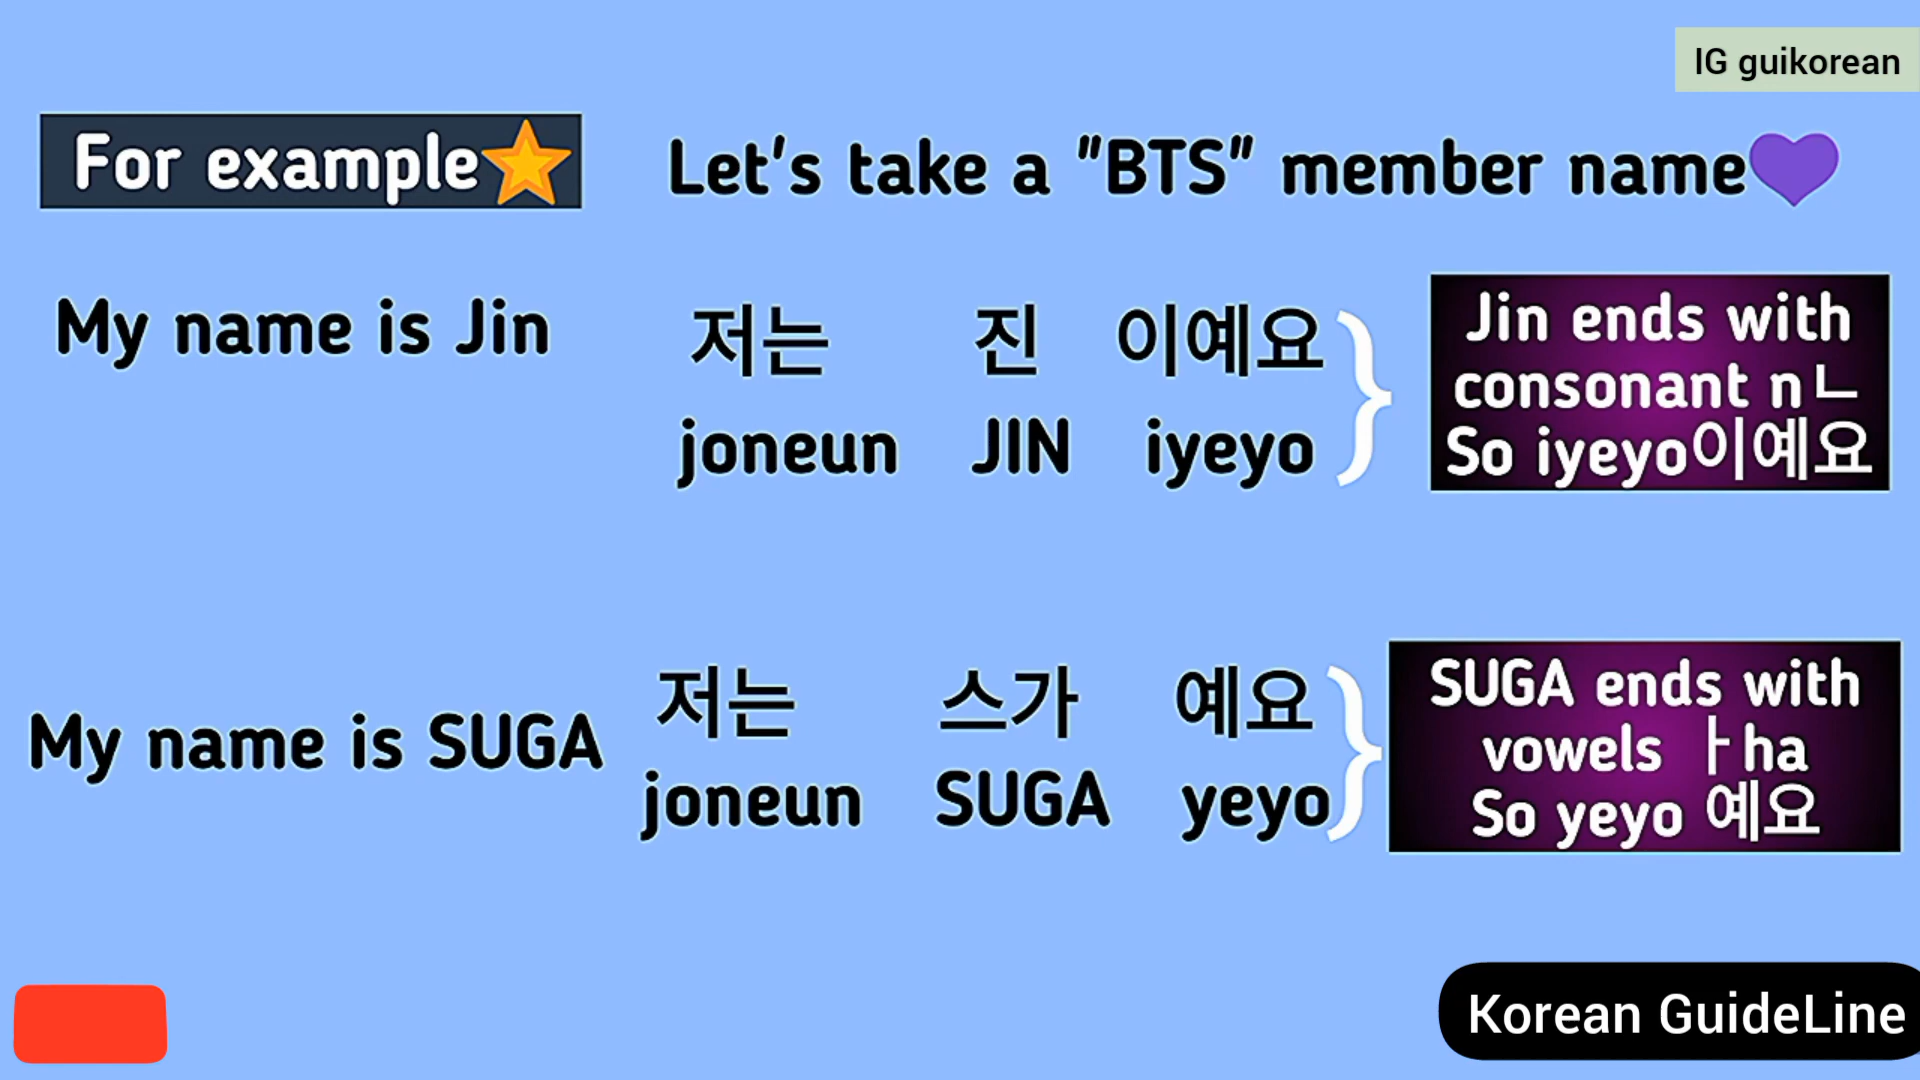 IG guikorean
For example
Let's take a "BTS" member name
My name is Jin
저는 진 이예요
joneun JIN iyeyo
Jin ends with
consonant nㄴ
So iyeyo이예요
My name is SUGA
저는 스가 예요
joneun SUGA yeyo
SUGA ends with
vowels ㅏha
So yeyo 예요
Korean GuideLine